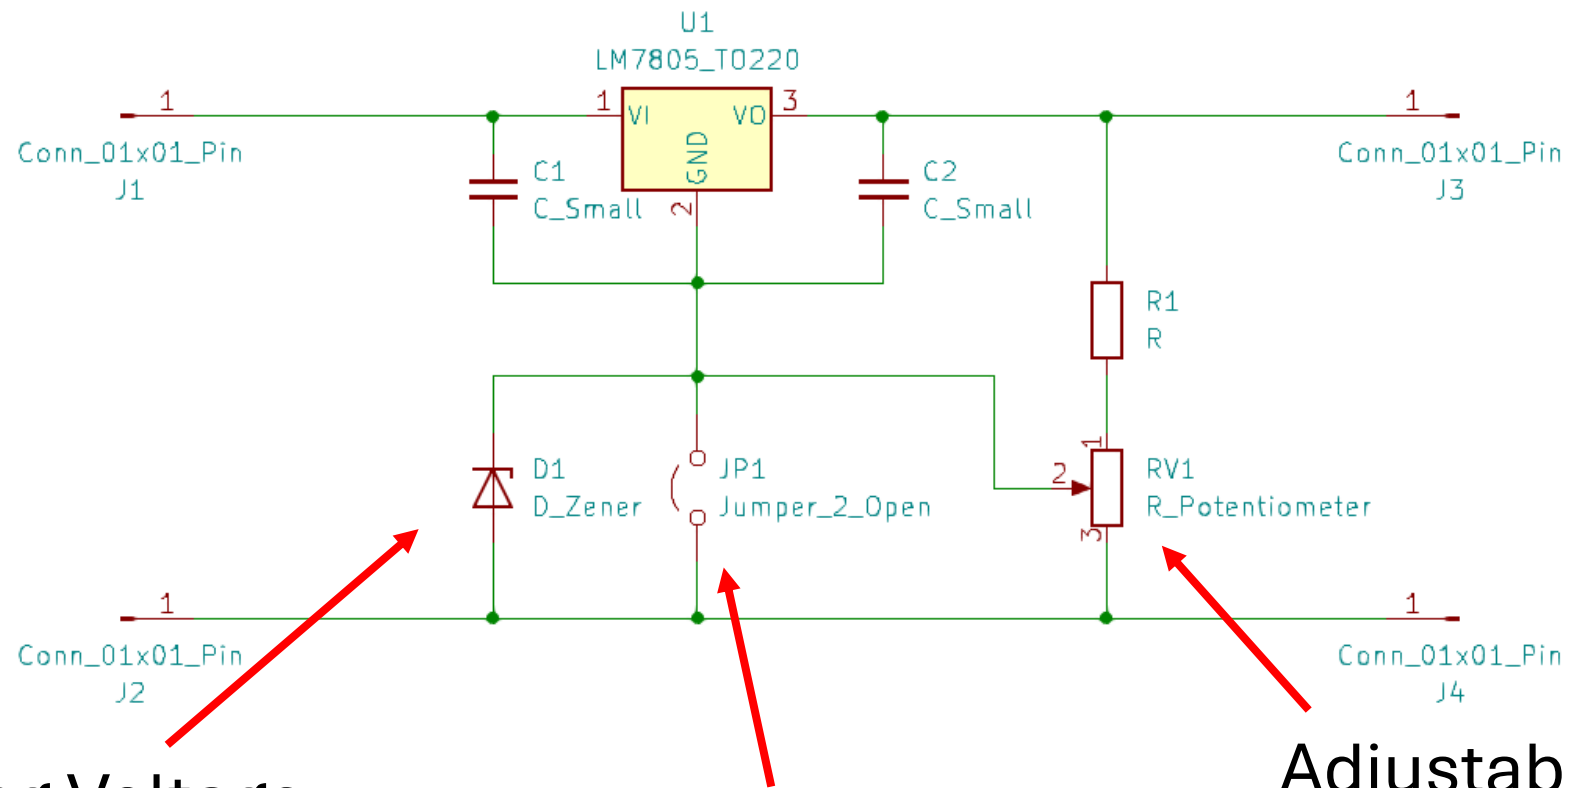 U1
LM7805_TO220
1
1
VI
VO
3
1
GND
2
Conn_01x01_Pin
J1
C1
C_Small
C2
C_Small
Conn_01x01_Pin
J3
R1
R
D1
D_Zener
JP1
Jumper_2_Open
1
2
3
RV1
R_Potentiometer
1
1
Conn_01x01_Pin
J2
Conn_01x01_Pin
J4